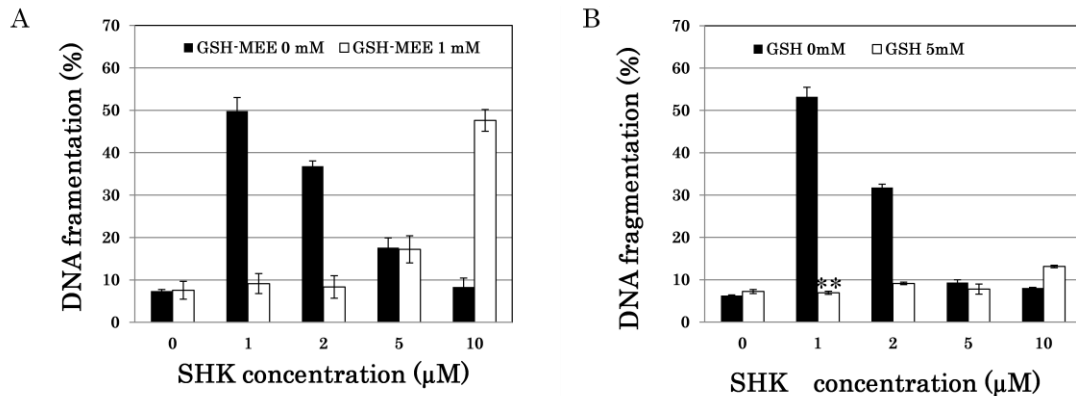 A
DNA framentation (%)
70
60
50
40
30
20
10
0
GSH-MEE 0 mM GSH-MEE 1 mM
0 1 2 5 10
SHK concentration (µM)
B
DNA fragmentation (%)
70
60
50
40
30
20
10
0
GSH 0mM GSH 5mM
**
0 1 2 5 10
SHK concentration (µM)